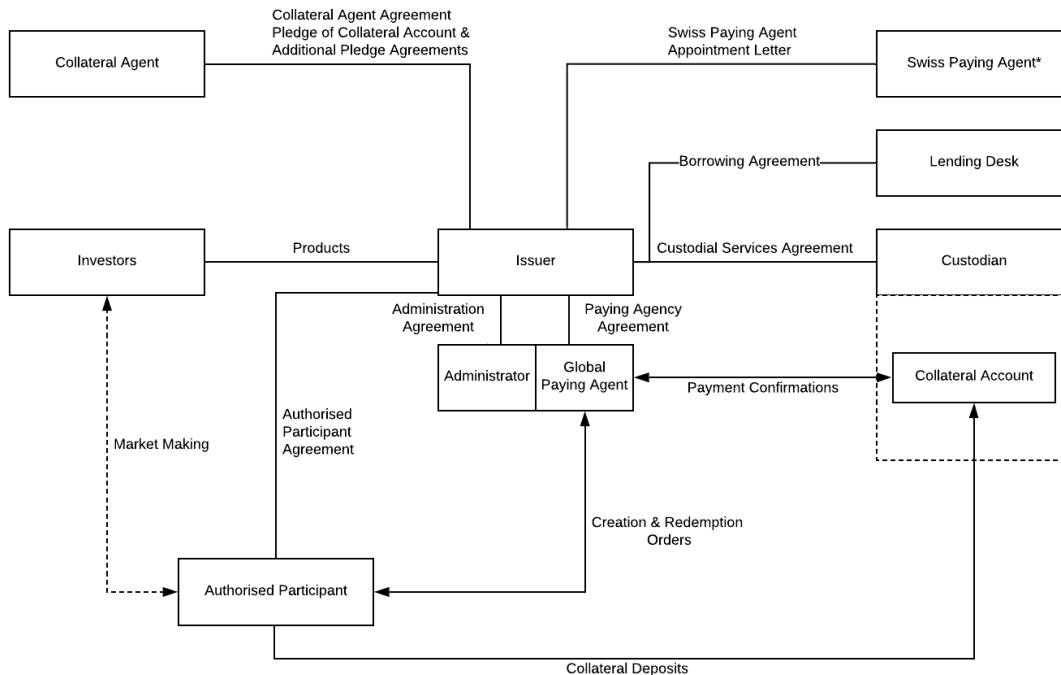 Collateral Agent Agreement
Pledge of Collateral Account &
Additional Pledge Agreements
Swiss Paying Agent
Appointment Letter
Collateral Agent
Swiss Paying Agent*
Borrowing Agreement
Lending Desk
Investors
Products
Issuer
Custodial Services Agreement
Custodian
Administration
Agreement
Paying Agency
Agreement
Administrator
Global
Paying Agent
Payment Confirmations
Collateral Account
Authorised
Participant
Agreement
Market Making
Creation & Redemption
Orders
Authorised Participant
Collateral Deposits